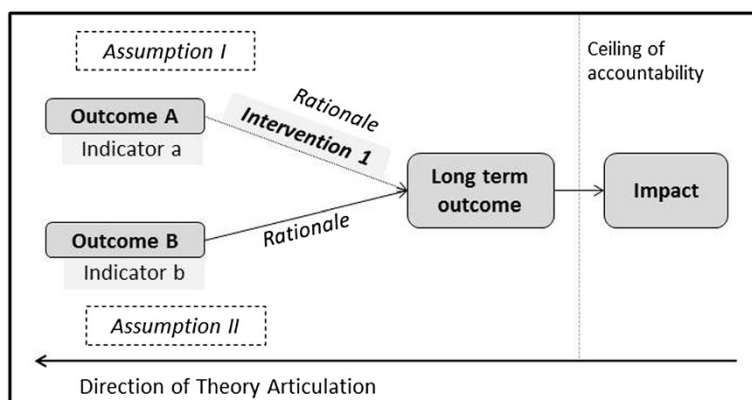 Assumption I
Ceiling of
accountability
Outcome A
Indicator a
Rationale
Intervention 1
Long term
outcome
Impact
Outcome B
Indicator b
Rationale
Assumption II
Direction of Theory Articulation